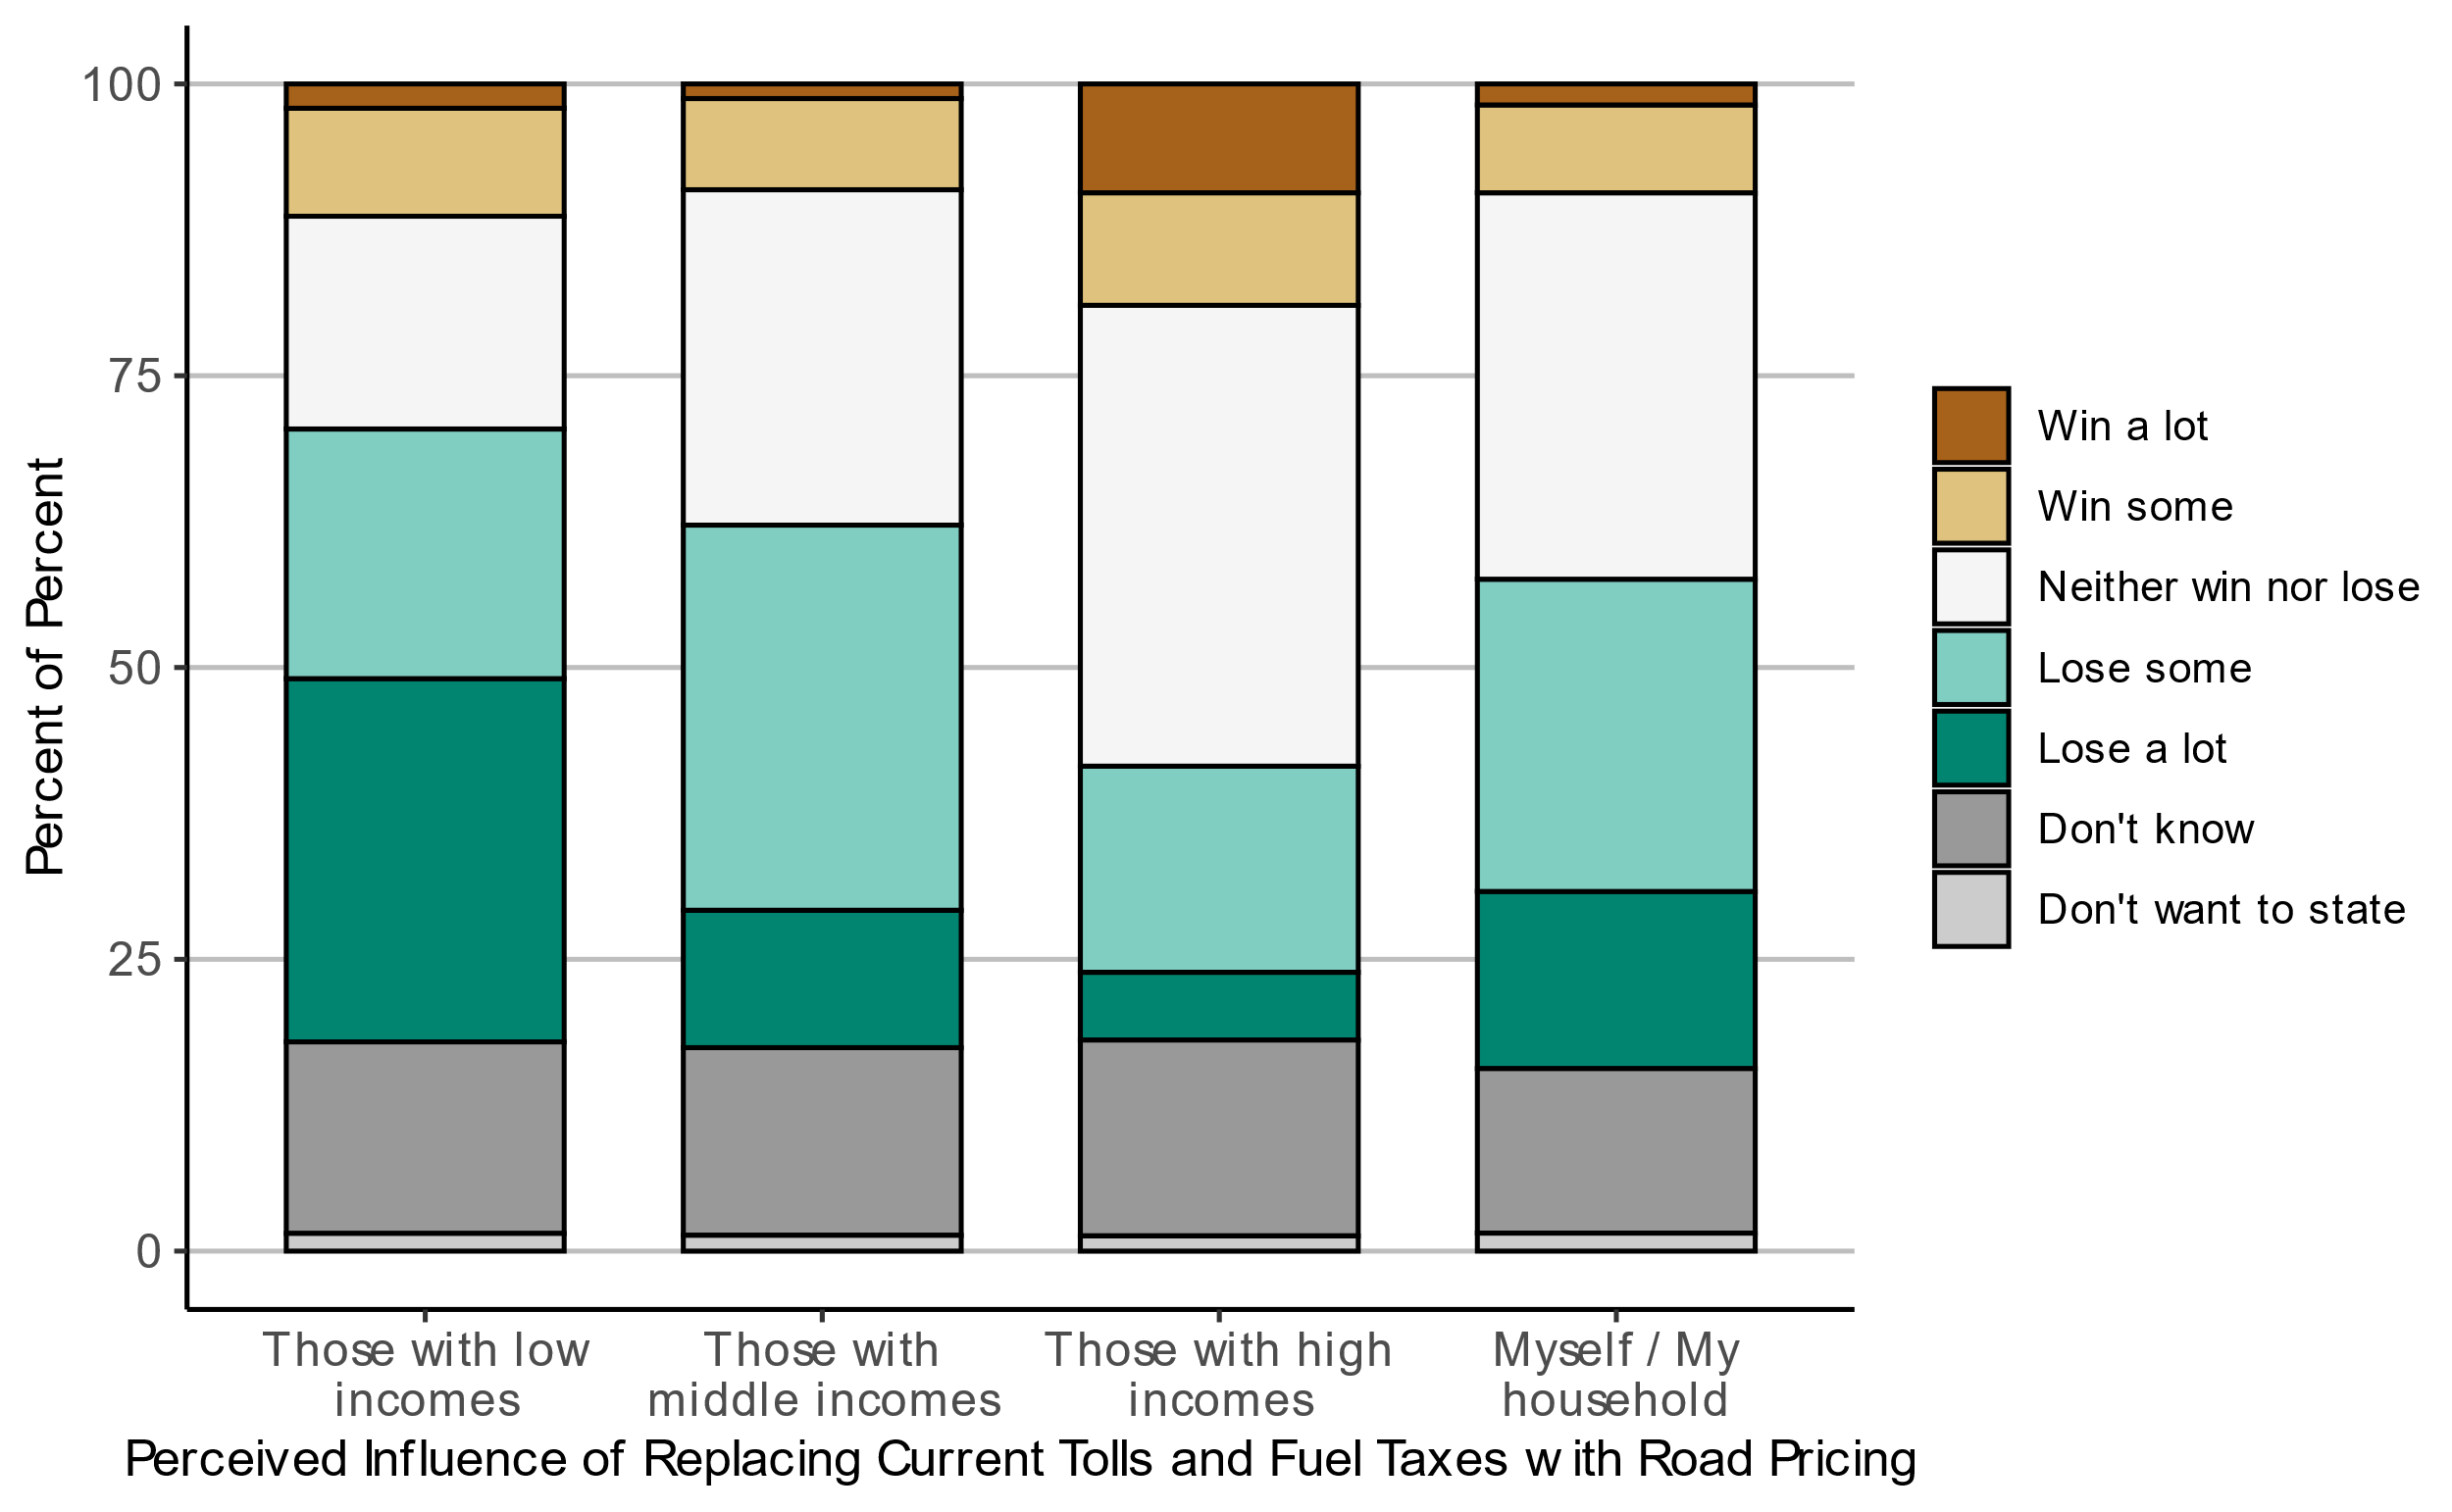 Percent of Percent
100
75
50
25
0
Those with low
incomes
Those with
middle incomes
Those with high
incomes
Myself / My
household
Perceived Influence of Replacing Current Tolls and Fuel Taxes with Road Pricing
Win a lot
Win some
Neither win nor lose
Lose some
Lose a lot
Don't know
Don't want to state